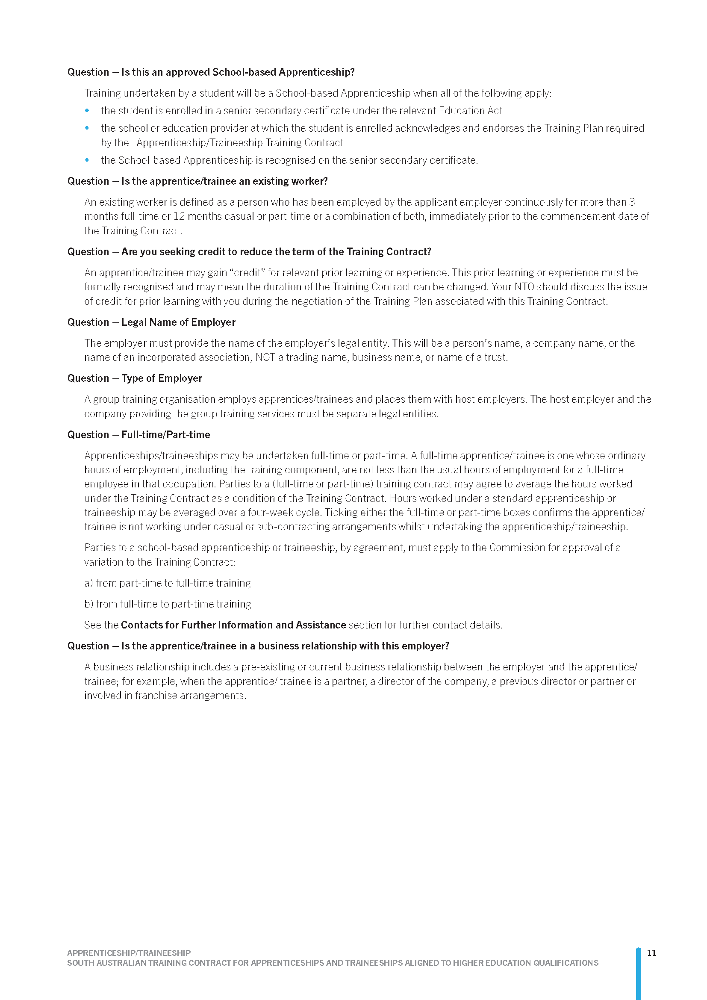 Question – Is this an approved School-based Apprenticeship?
Training undertaken by a student will be a School-based Apprenticeship when all of the following apply:
• the student is enrolled in a senior secondary certificate under the relevant Education Act
• the school or education provider at which the student is enrolled acknowledges and endorses the Training Plan required
by the Apprenticeship/Traineeship Training Contract
• the School-based Apprenticeship is recognised on the senior secondary certificate.
Question – Is the apprentice/trainee an existing worker?
An existing worker is defined as a person who has been employed by the applicant employer continuously for more than 3
months full-time or 12 months casual or part-time or a combination of both, immediately prior to the commencement date of
the Training Contract.
Question – Are you seeking credit to reduce the term of the Training Contract?
An apprentice/trainee may gain “credit” for relevant prior learning or experience. This prior learning or experience must be
formally recognised and may mean the duration of the Training Contract can be changed. Your NTO should discuss the issue
of credit for prior learning with you during the negotiation of the Training Plan associated with this Training Contract.
Question – Legal Name of Employer
The employer must provide the name of the employer’s legal entity. This will be a person’s name, a company name, or the
name of an incorporated association, NOT a trading name, business name, or name of a trust.
Question – Type of Employer
A group training organisation employs apprentices/trainees and places them with host employers. The host employer and the
company providing the group training services must be separate legal entities.
Question – Full-time/Part-time
Apprenticeships/traineeships may be undertaken full-time or part-time. A full-time apprentice/trainee is one whose ordinary
hours of employment, including the training component, are not less than the usual hours of employment for a full-time
employee in that occupation. Parties to a (full-time or part-time) training contract may agree to average the hours worked
under the Training Contract as a condition of the Training Contract. Hours worked under a standard apprenticeship or
traineeship may be averaged over a four-week cycle. Ticking either the full-time or part-time boxes confirms the apprentice/
trainee is not working under casual or sub-contracting arrangements whilst undertaking the apprenticeship/traineeship.
Parties to a school-based apprenticeship or traineeship, by agreement, must apply to the Commission for approval of a
variation to the Training Contract:
a) from part-time to full-time training
b) from full-time to part-time training
See the Contacts for Further Information and Assistance section for further contact details.
Question – Is the apprentice/trainee in a business relationship with this employer?
A business relationship includes a pre-existing or current business relationship between the employer and the apprentice/
trainee; for example, when the apprentice/ trainee is a partner, a director of the company, a previous director or partner or
involved in franchise arrangements.
APPRENTICESHIP/TRAINEESHIP
SOUTH AUSTRALIAN TRAINING CONTRACT FOR APPRENTICESHIPS AND TRAINEESHIPS ALIGNED TO HIGHER EDUCATION QUALIFICATIONS
11